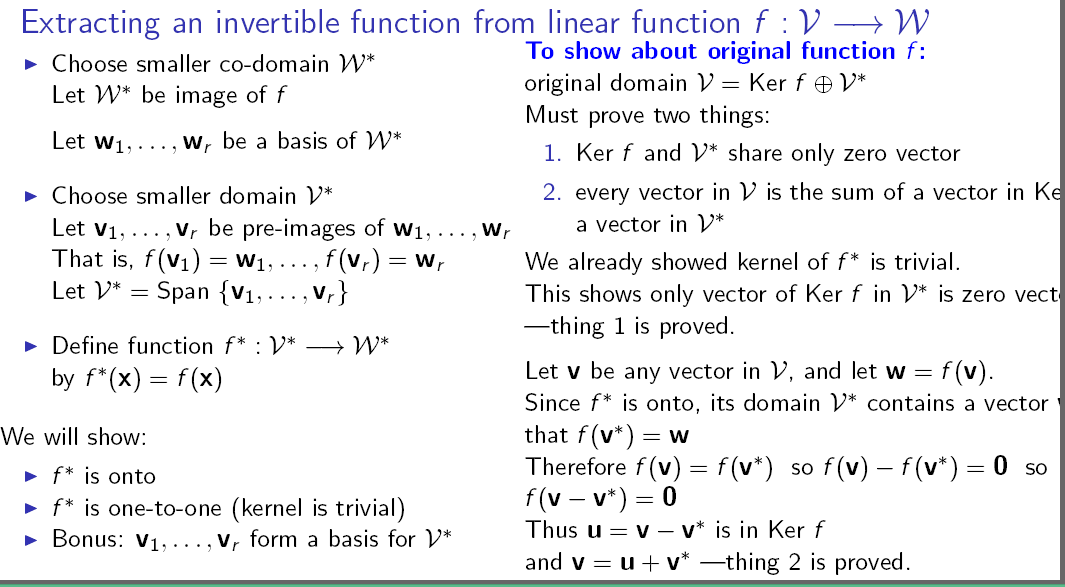 Extracting an invertible function from linear function f : 𝒱 ⟶ 𝒲
▶ Choose smaller co-domain 𝒲*
Let 𝒲* be image of f
Let w₁, . . . , wᵣ be a basis of 𝒲*
▶ Choose smaller domain 𝒱*
Let v₁, . . . , vᵣ be pre-images of w₁, . . . , wᵣ
That is, f(v₁) = w₁, . . . , f(vᵣ) = wᵣ
Let 𝒱* = Span {v₁, . . . , vᵣ}
▶ Define function f* : 𝒱* ⟶ 𝒲*
by f*(x) = f(x)
We will show:
▶ f* is onto
▶ f* is one-to-one (kernel is trivial)
▶ Bonus: v₁, . . . , vᵣ form a basis for 𝒱*
To show about original function f:
original domain 𝒱 = Ker f ⊕ 𝒱*
Must prove two things:
1. Ker f and 𝒱* share only zero vector
2. every vector in 𝒱 is the sum of a vector in Ke
a vector in 𝒱*
We already showed kernel of f* is trivial.
This shows only vector of Ker f in 𝒱* is zero vect
—thing 1 is proved.
Let v be any vector in 𝒱, and let w = f(v).
Since f* is onto, its domain 𝒱* contains a vector
that f(v*) = w
Therefore f(v) = f(v*) so f(v) − f(v*) = 0 so
f(v − v*) = 0
Thus u = v − v* is in Ker f
and v = u + v* —thing 2 is proved.